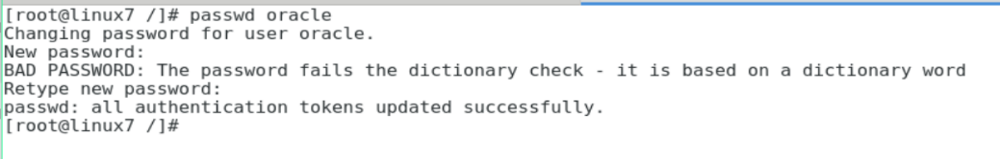 [root@linux7 /]# passwd oracle
Changing password for user oracle.
New password:
BAD PASSWORD: The password fails the dictionary check - it is based on a dictionary word
Retype new password:
passwd: all authentication tokens updated successfully.
[root@linux7 /]#